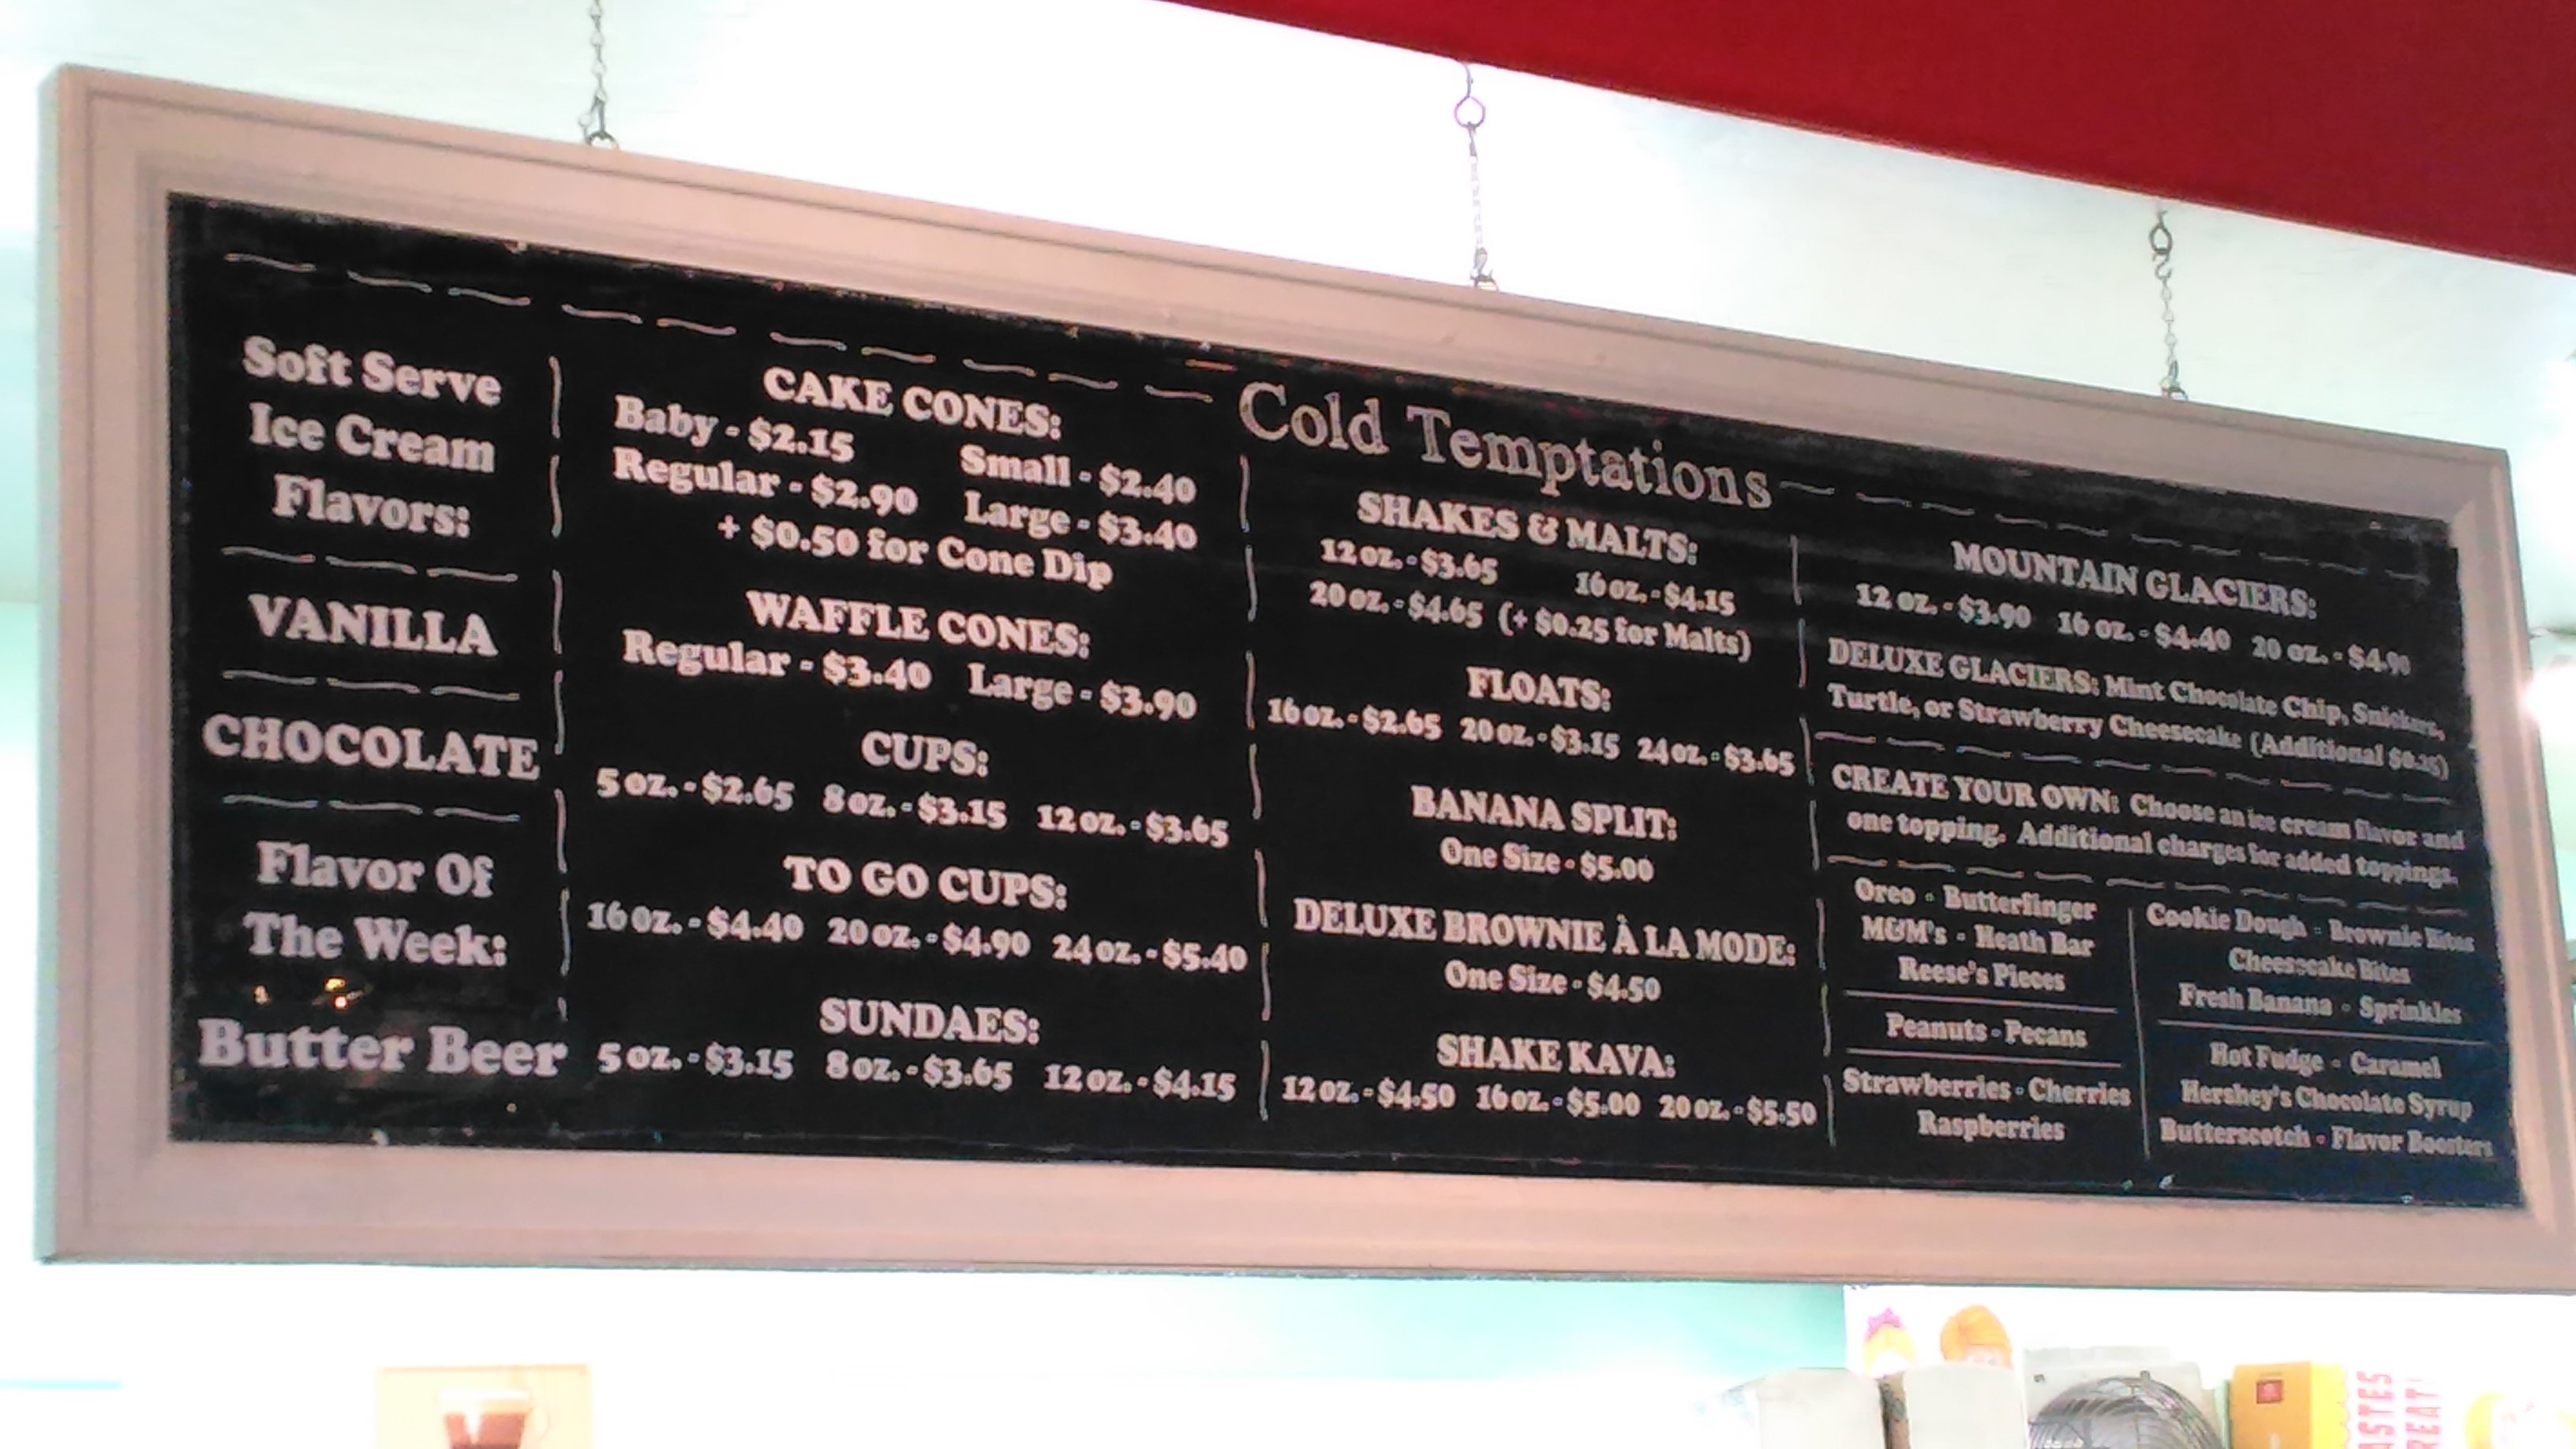 Cold Temptations
Soft Serve
Ice Cream
Flavors:
VANILLA
CHOCOLATE
Flavor Of
The Week:
Butter Beer
CAKE CONES:
Baby - $2.15 Small - $2.40
Regular - $2.90 Large - $3.40
+ $0.50 for Cone Dip
WAFFLE CONES:
Regular - $3.40 Large - $3.90
CUPS:
5 oz. - $2.65 8 oz. - $3.15 12 oz. - $3.65
TO GO CUPS:
16 oz. - $4.40 20 oz. - $4.90 24 oz. - $5.40
SUNDAES:
5 oz. - $3.15 8 oz. - $3.65 12 oz. - $4.15
SHAKES & MALTS:
12 oz. - $3.65 16 oz. - $4.15
20 oz. - $4.65 (+ $0.25 for Malts)
FLOATS:
16 oz. - $2.65 20 oz. - $3.15 24 oz. - $3.65
BANANA SPLIT:
One Size - $5.00
DELUXE BROWNIE À LA MODE:
One Size - $4.50
SHAKE KAVA:
12 oz. - $4.50 16 oz. - $5.00 20 oz. - $5.50
MOUNTAIN GLACIERS:
12 oz. - $3.90 16 oz. - $4.40 20 oz. - $4.90
DELUXE GLACIERS: Mint Chocolate Chip, Snickers,
Turtle, or Strawberry Cheesecake (Additional
CREATE YOUR OWN: Choose an ice cream flavor and
one topping. Additional charges for added toppings.
Oreo - Butterfinger
M&M's - Heath Bar
Reese's Pieces
Peanuts - Pecans
Strawberries - Cherries
Raspberries
Cookie Dough - Brownie Bites
Cheesecake Bites
Fresh Banana - Sprinkles
Hot Fudge - Caramel
Hershey's Chocolate Syrup
Butterscotch - Flavor Boosters